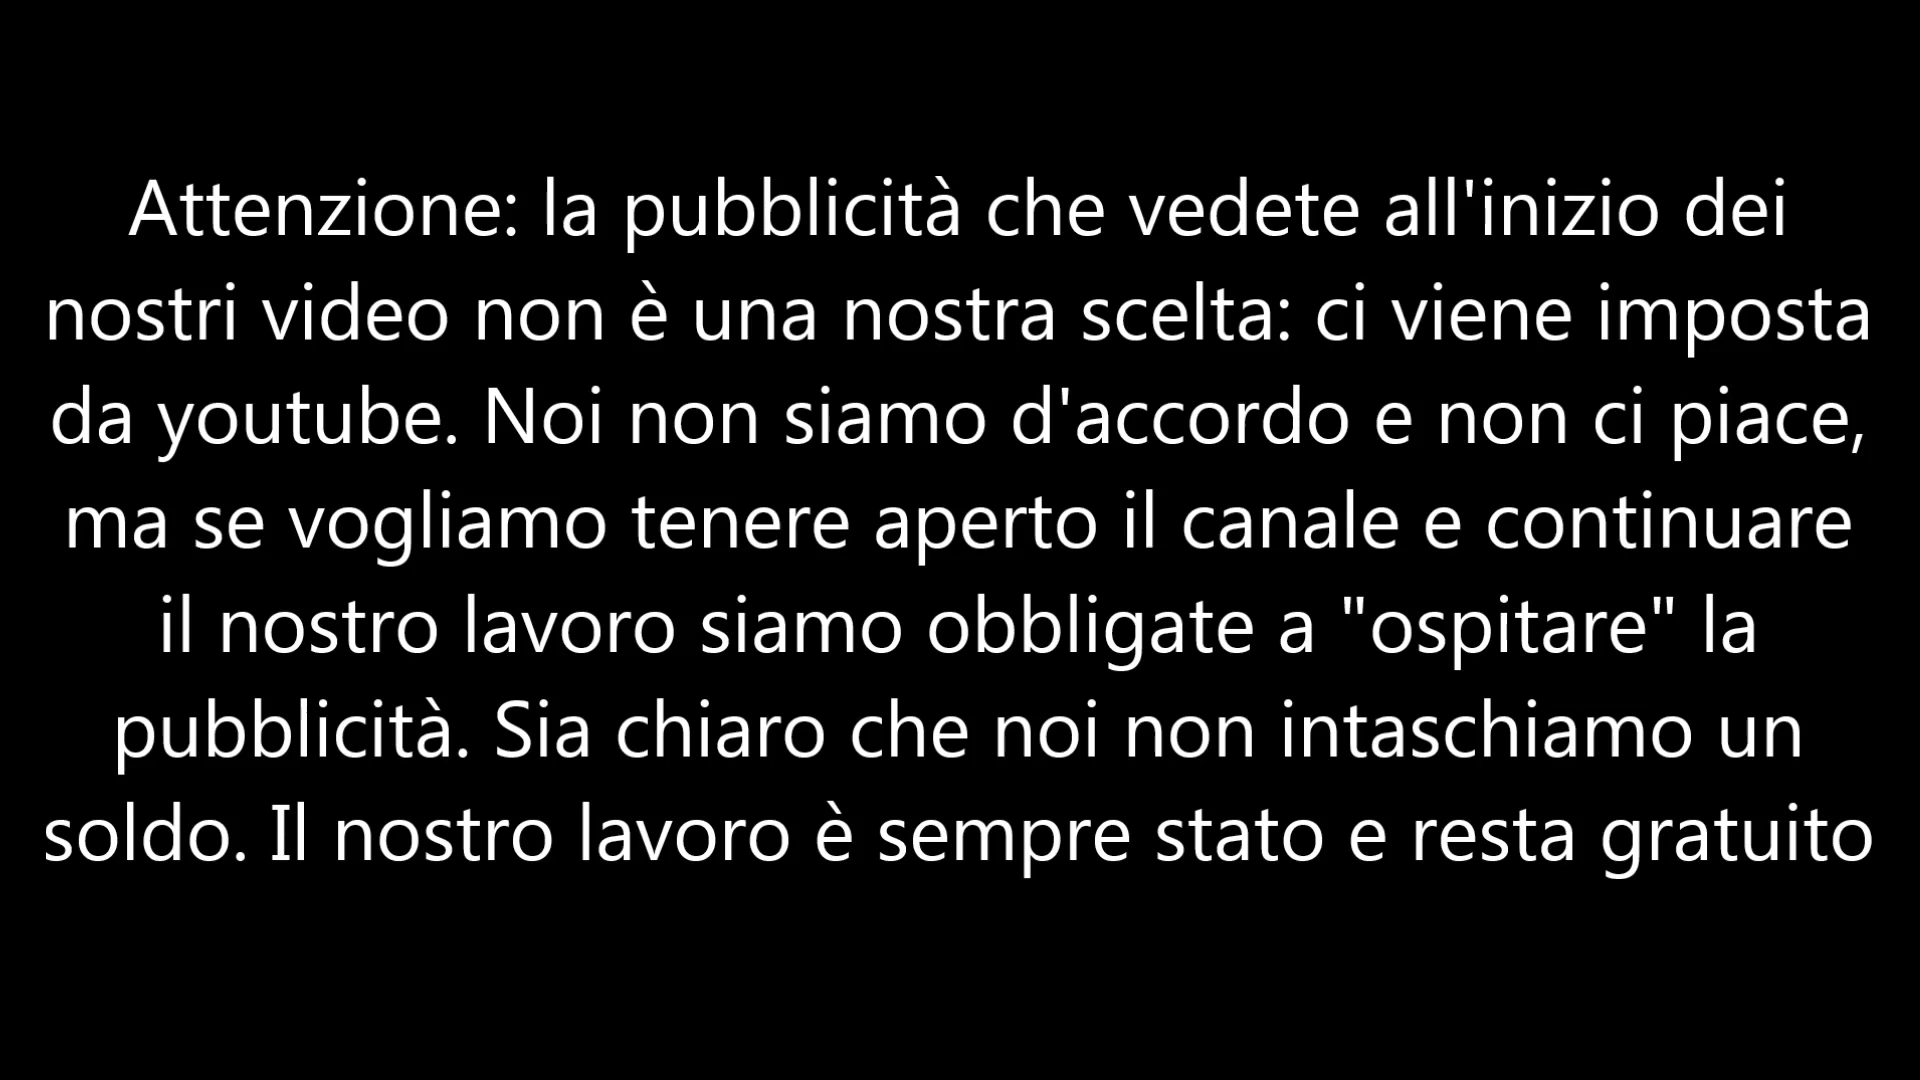 Attenzione: la pubblicità che vedete all'inizio dei
nostri video non è una nostra scelta: ci viene imposta
da youtube. Noi non siamo d'accordo e non ci piace,
ma se vogliamo tenere aperto il canale e continuare
il nostro lavoro siamo obbligate a "ospitare" la
pubblicità. Sia chiaro che noi non intaschiamo un
soldo. Il nostro lavoro è sempre stato e resta gratuito